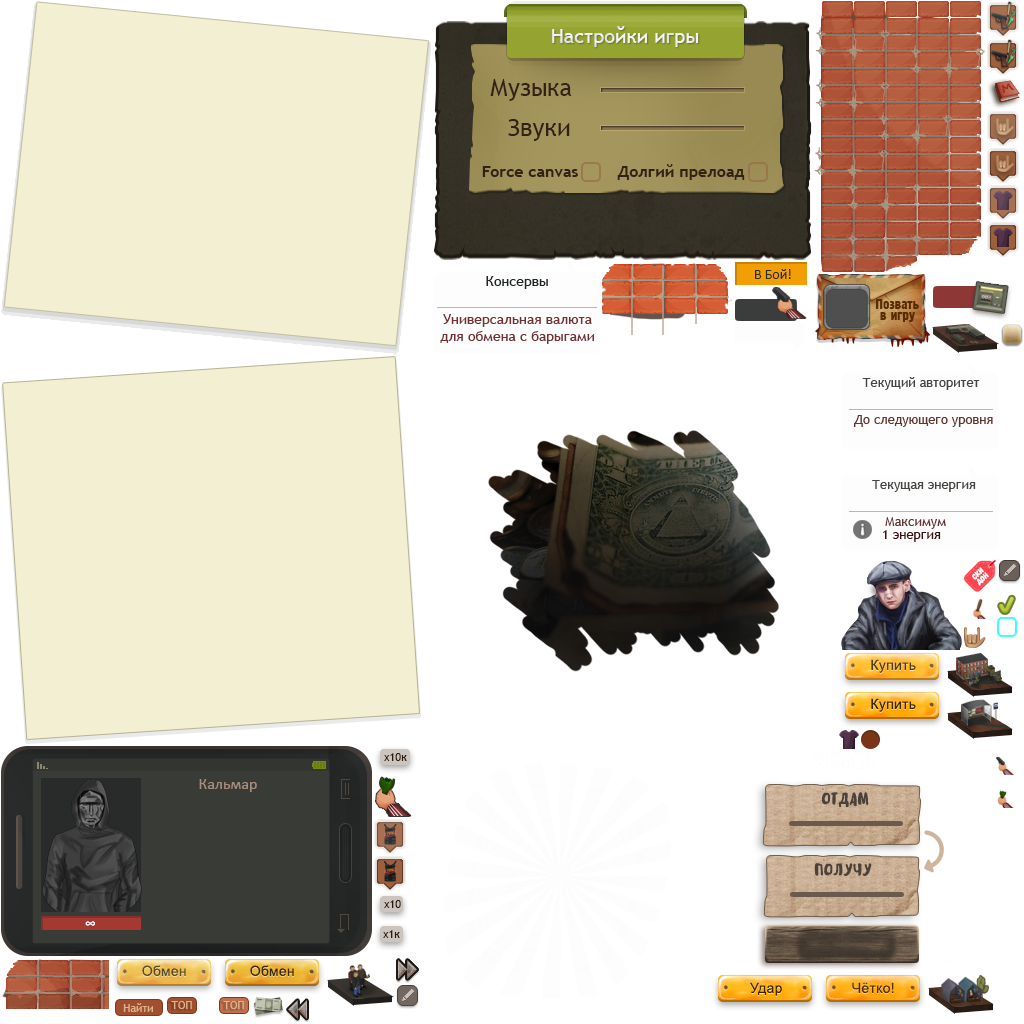 Настройки игры
Музыка
Звуки
Force canvas
Долгий прелоад
Консервы
Универсальная валюта
для обмена с барыгами
В Бой!
М
Позвать
в игру
Текущий авторитет
До следующего уровня
Текущая энергия
Максимум
1 энергия
СКИ
ДОН
Купить
Купить
Кальмар
∞
x10к
x10
x1к
ОТДАМ
ПОЛУЧУ
Обмен
Обмен
Найти
ТОП
ТОП
Удар
Чётко!